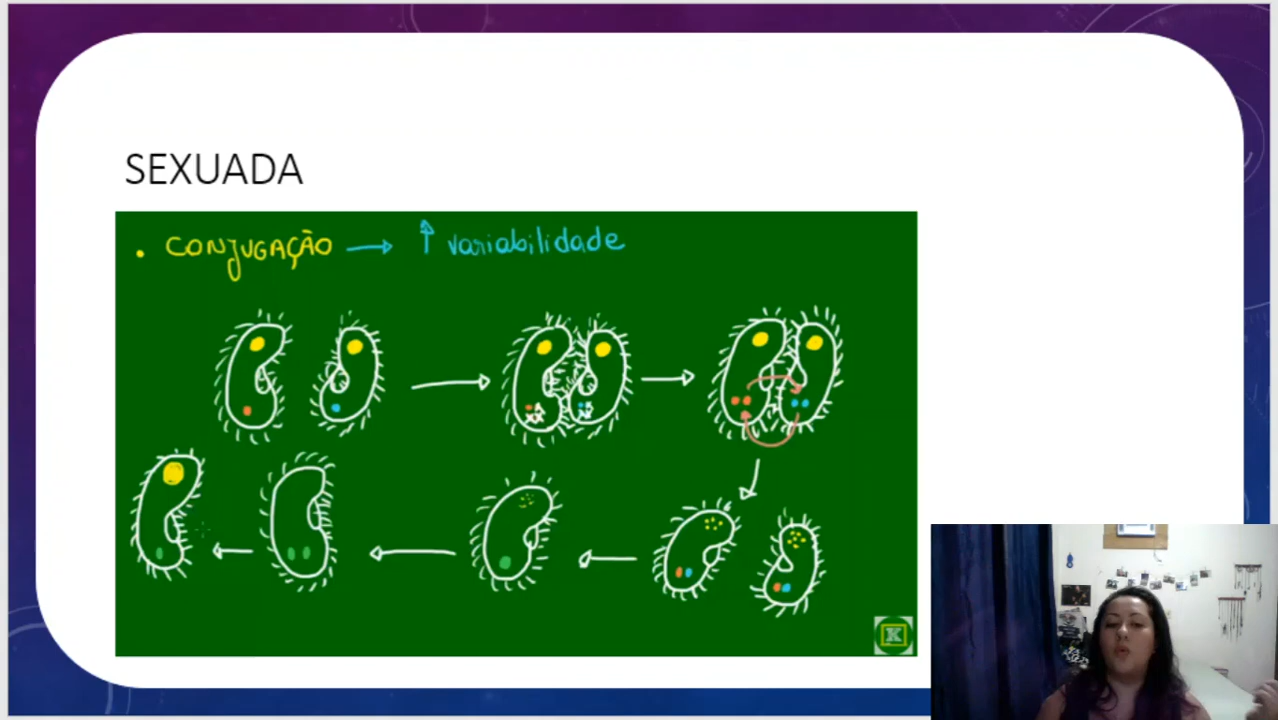 SEXUADA
• CONJUGAÇÃO → ↑ variabilidade
K